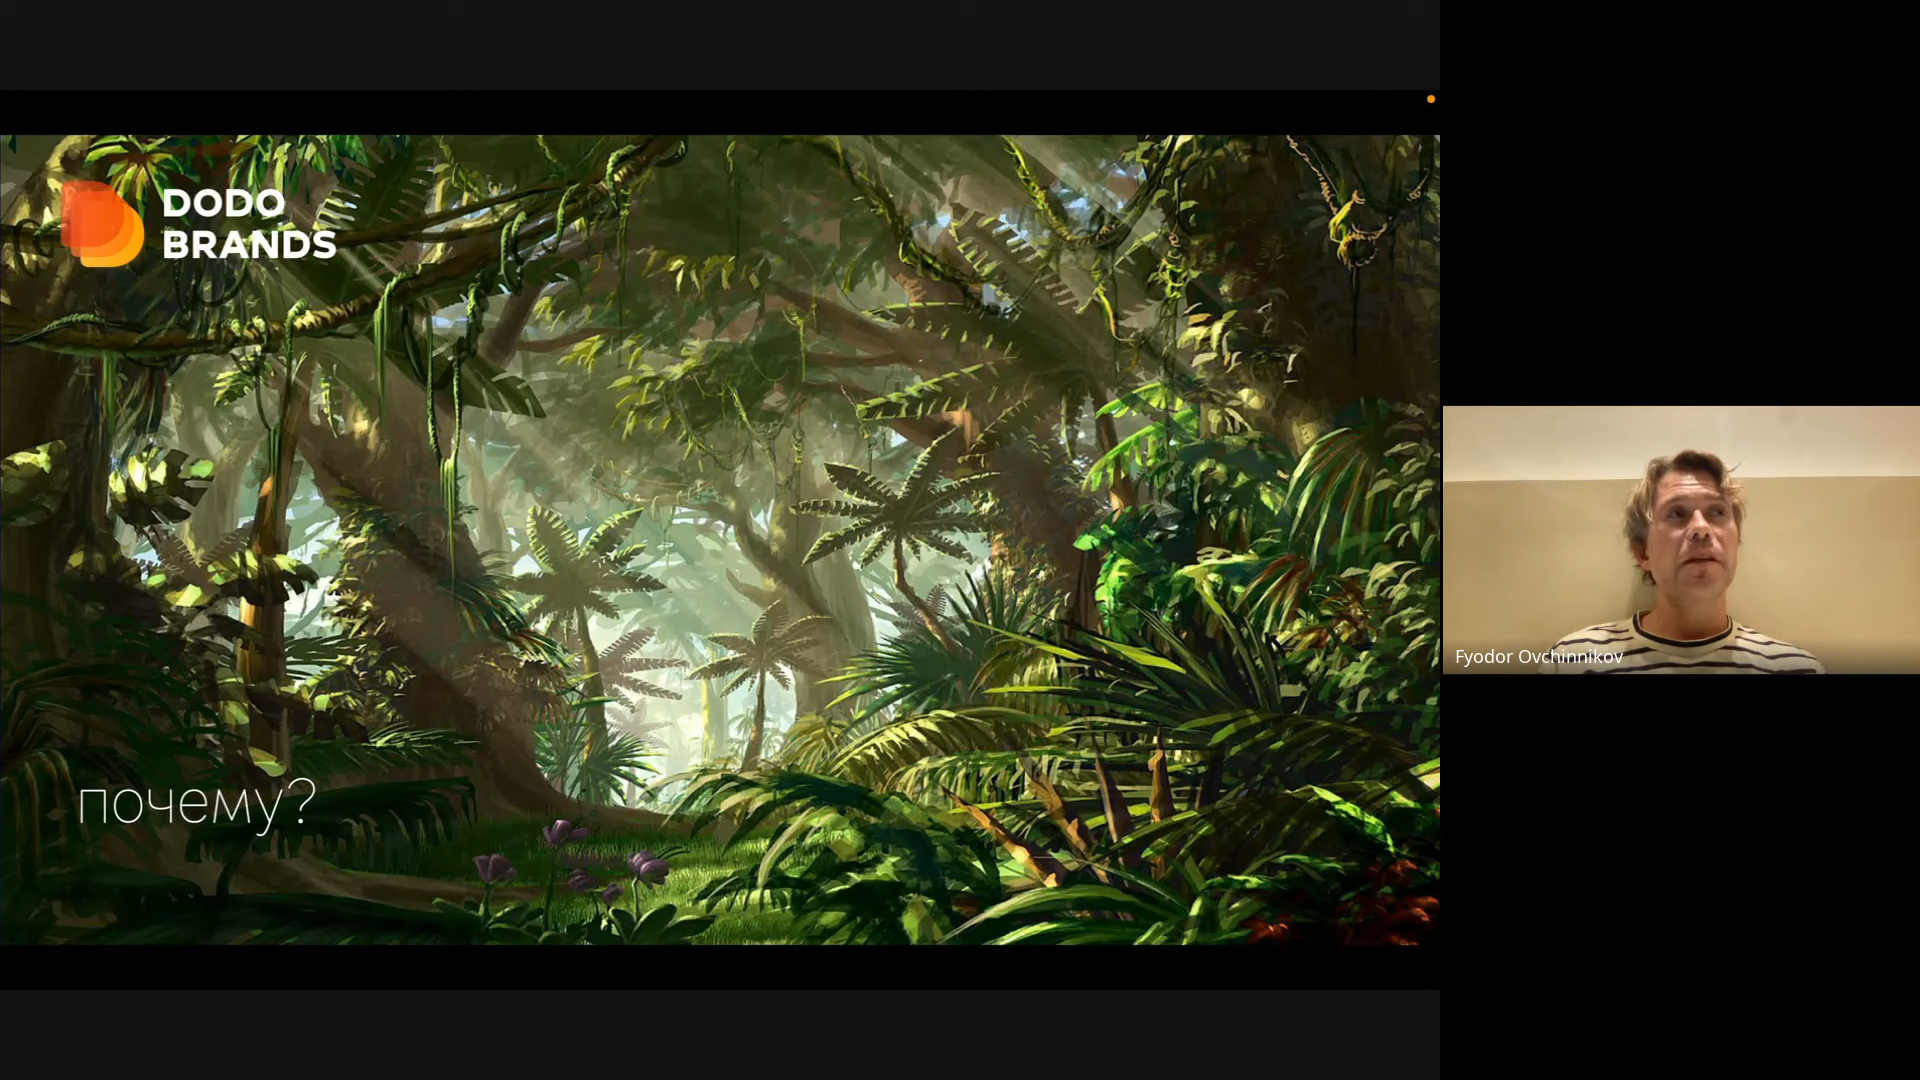 DODO
BRANDS
почему?
Fyodor Ovchinnikov